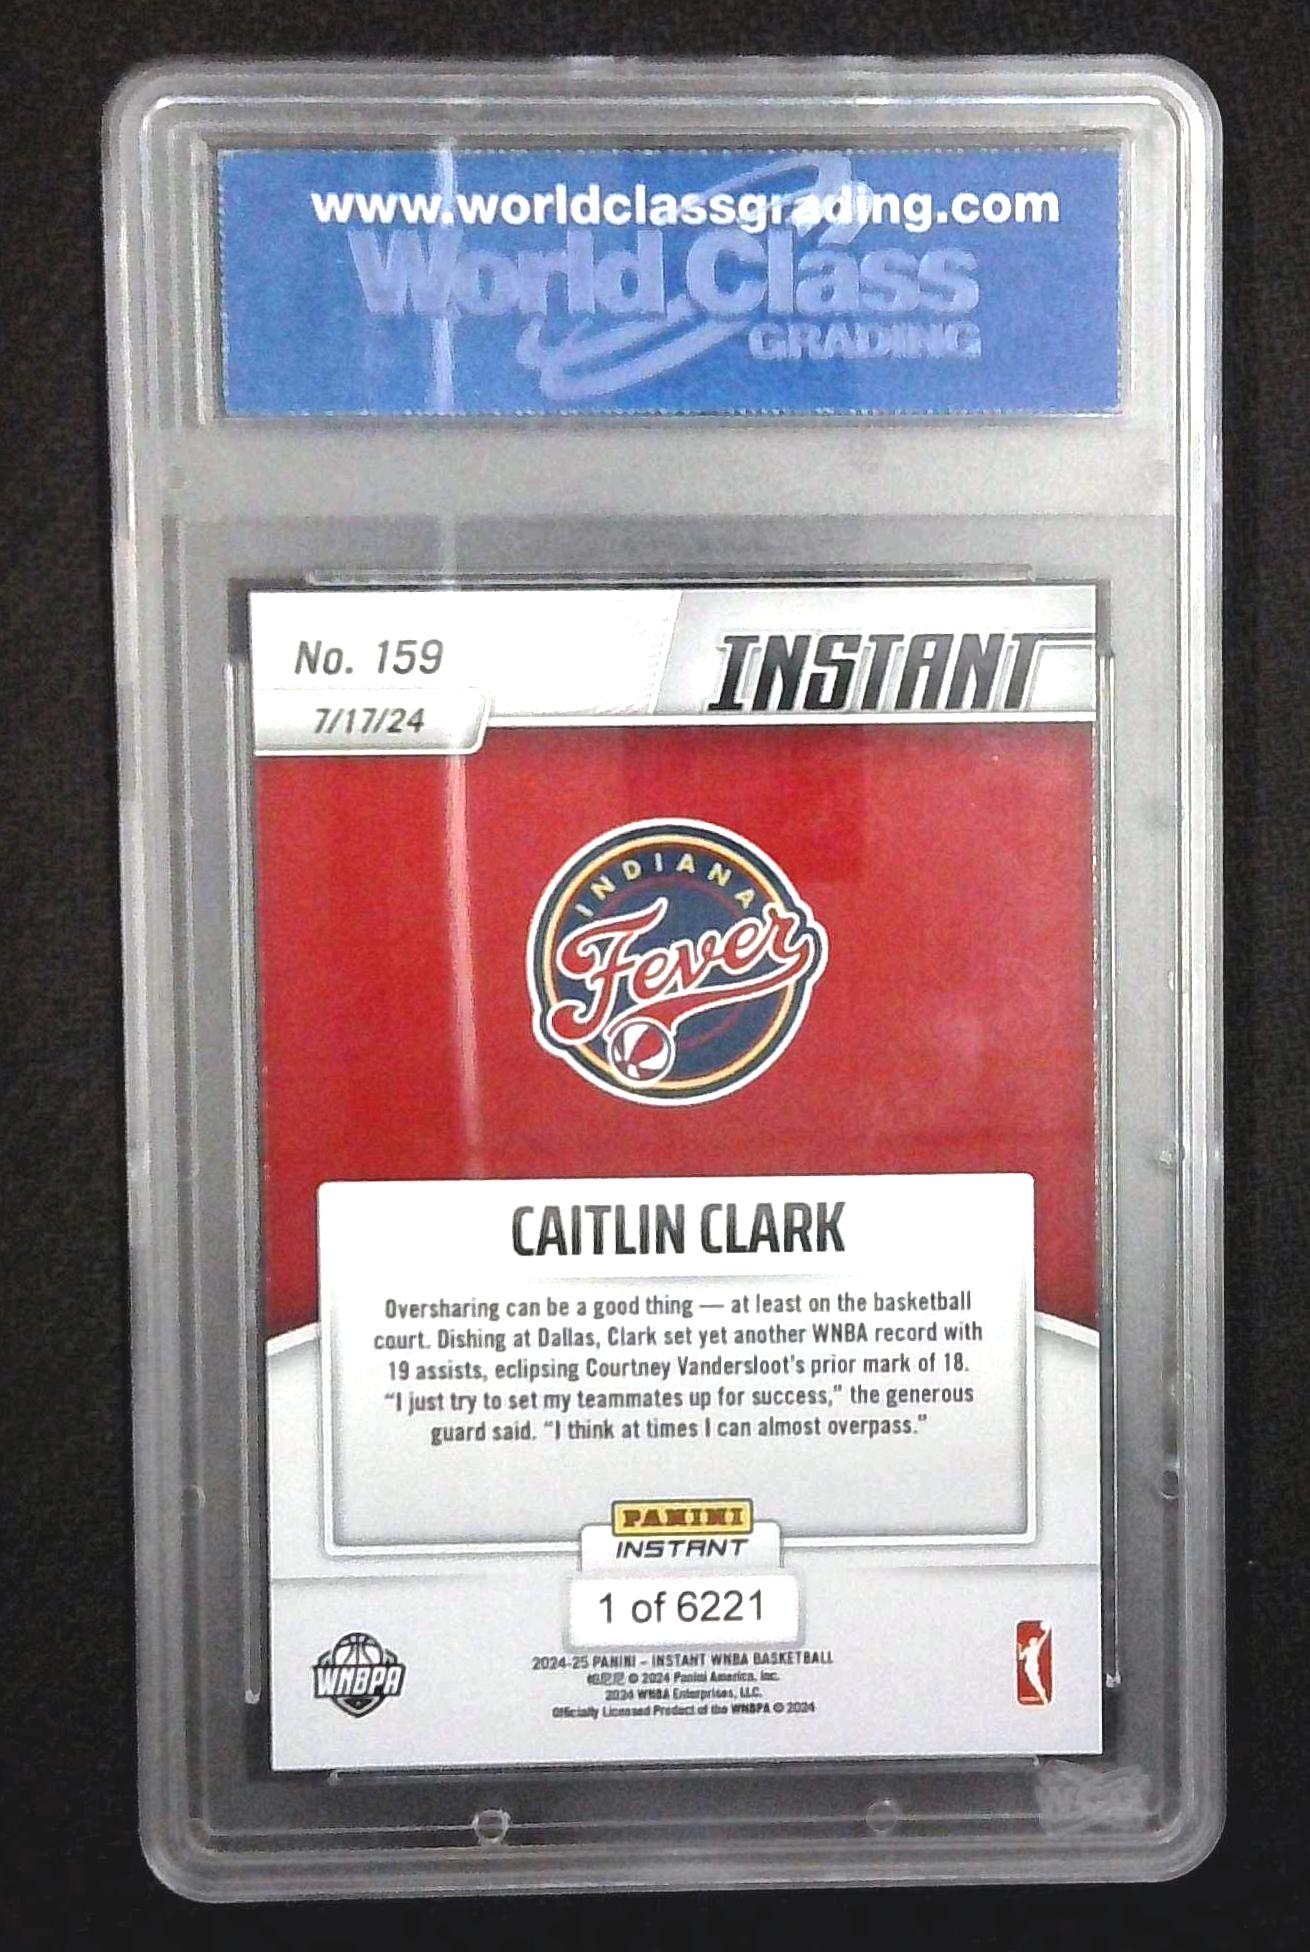 www.worldclassgrading.com
World Class
GRADING
No. 159
INSTANT
7/17/24
INDIANA
Fever
CAITLIN CLARK
Oversharing can be a good thing — at least on the basketball
court. Dishing at Dallas, Clark set yet another WNBA record with
19 assists, eclipsing Courtney Vandersloot's prior mark of 18.
“I just try to set my teammates up for success,” the generous
guard said. “I think at times I can almost overpass.”
PANINI
INSTANT
1 of 6221
WNBPA
2024-25 PANINI – INSTANT WNBA BASKETBALL
© 2024 Panini America, Inc.
2024 WNBA Enterprises, LLC.
Officially Licensed Product of the WNBPA © 2024
WCG